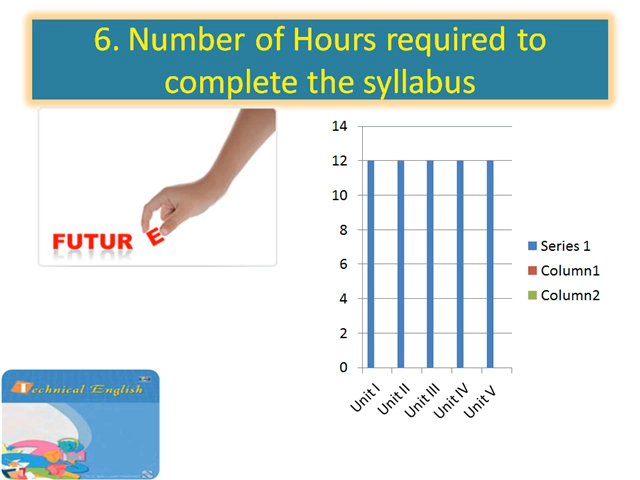 6. Number of Hours required to
complete the syllabus
FUTURE
14
12
10
8
6
4
2
0
Unit I
Unit II
Unit III
Unit IV
Unit V
Series 1
Column1
Column2
Technical English